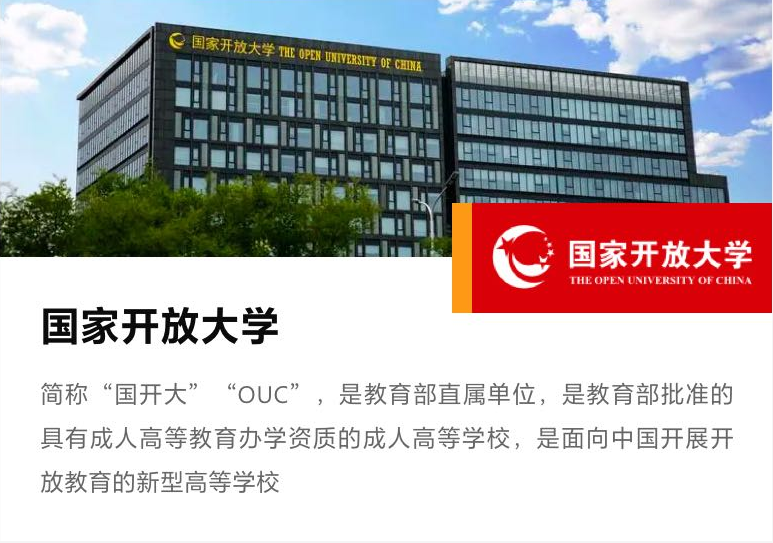 国家开放大学 THE OPEN UNIVERSITY OF CHINA
国家开放大学
THE OPEN UNIVERSITY OF CHINA
国家开放大学
简称“国开大”“OUC”，是教育部直属单位，是教育部批准的
具有成人高等教育办学资质的成人高等学校，是面向中国开展开
放教育的新型高等学校